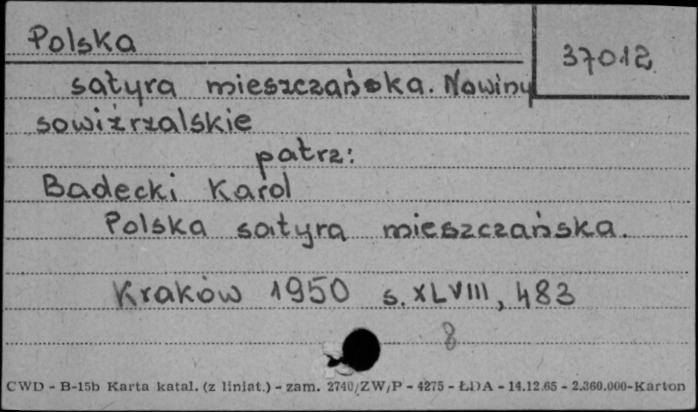 Polska
37012
satyra mieszczańska. Nowiny
sowizrzalskie
patrz:
Badecki Karol
Polska satyra mieszczańska.
Kraków 1950 s. XLVIII, 483
8
CWD - B-15b Karta katal. (z liniat.) - zam. 2740/ZW/P - 4275 - ŁDA - 14.12.65 - 2.360.000-Karton